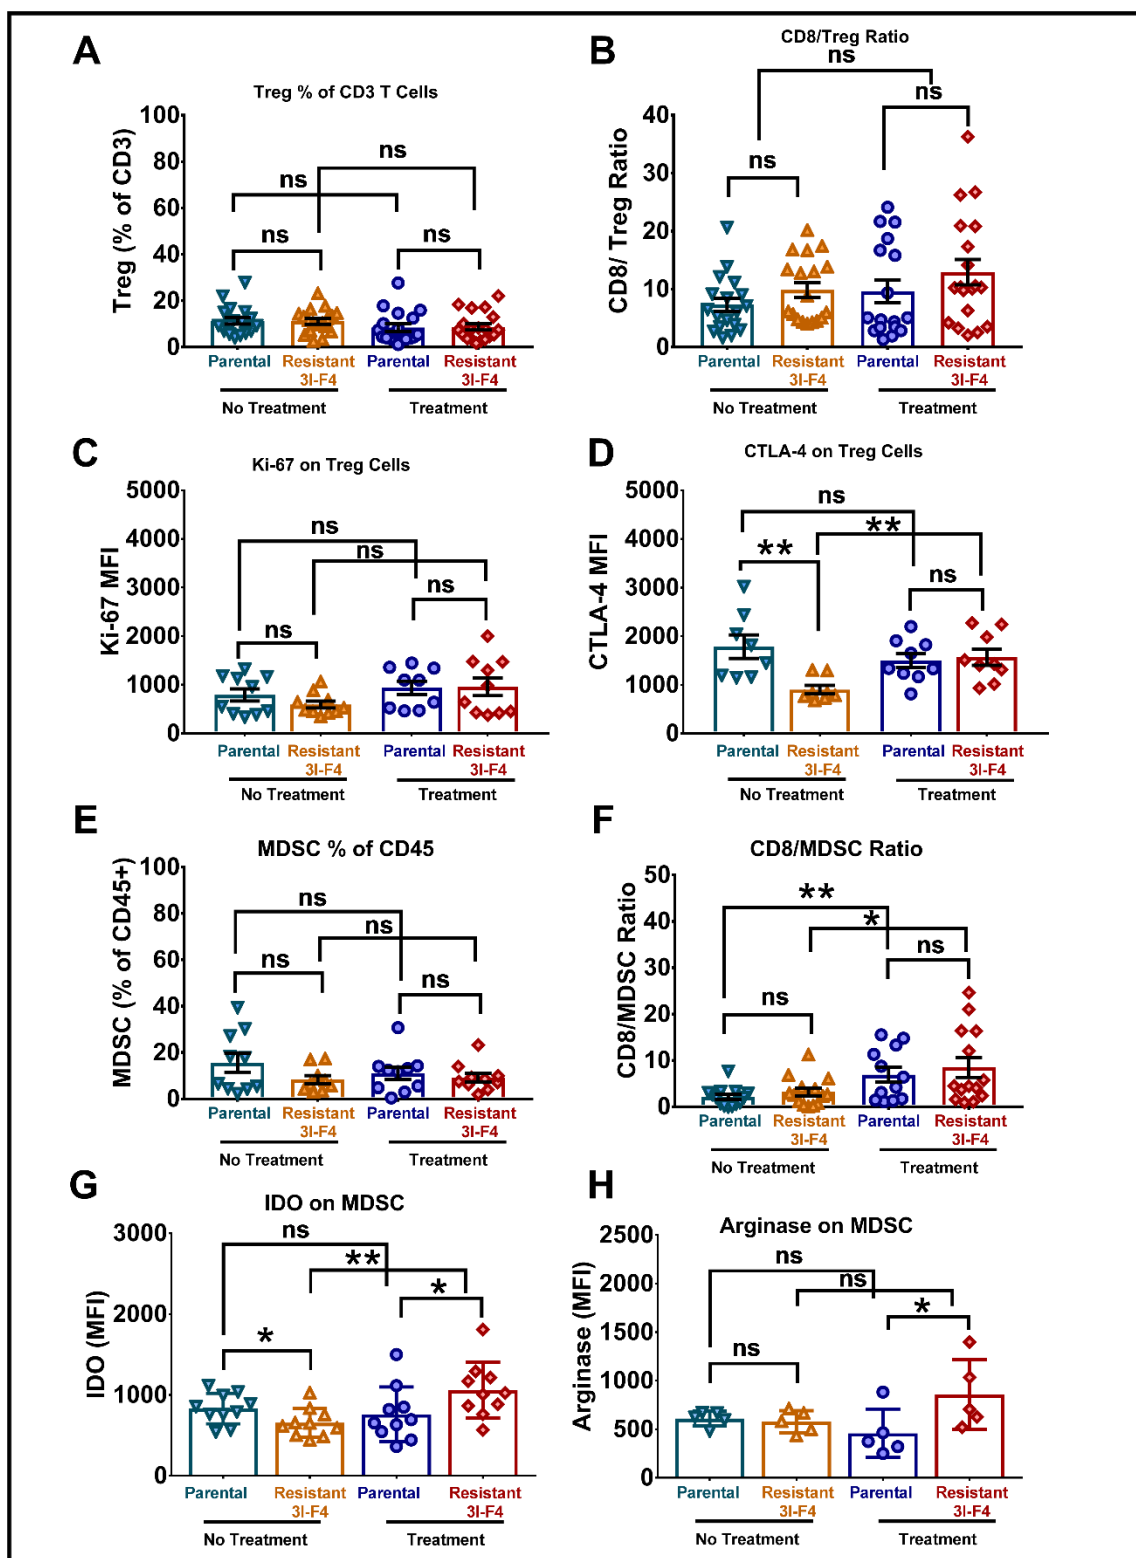 A
Treg % of CD3 T Cells
Treg (% of CD3)
100
80
60
40
20
0
ns
ns
ns
ns
Parental
Resistant
3I-F4
Parental
Resistant
3I-F4
No Treatment
Treatment
B
CD8/Treg Ratio
CD8/ Treg Ratio
40
30
20
10
0
ns
ns
ns
Parental
Resistant
3I-F4
Parental
Resistant
3I-F4
No Treatment
Treatment
C
Ki-67 on Treg Cells
Ki-67 MFI
5000
4000
3000
2000
1000
0
ns
ns
ns
ns
Parental
Resistant
3I-F4
Parental
Resistant
3I-F4
No Treatment
Treatment
D
CTLA-4 on Treg Cells
CTLA-4 MFI
5000
4000
3000
2000
1000
0
ns
**
**
ns
Parental
Resistant
3I-F4
Parental
Resistant
3I-F4
No Treatment
Treatment
E
MDSC % of CD45
MDSC (% of CD45+)
100
80
60
40
20
0
ns
ns
ns
ns
Parental
Resistant
3I-F4
Parental
Resistant
3I-F4
No Treatment
Treatment
F
CD8/MDSC Ratio
CD8/MDSC Ratio
50
40
30
20
10
0
**
*
ns
ns
Parental
Resistant
3I-F4
Parental
Resistant
3I-F4
No Treatment
Treatment
G
IDO on MDSC
IDO (MFI)
3000
2000
1000
0
ns
**
*
*
Parental
Resistant
3I-F4
Parental
Resistant
3I-F4
No Treatment
Treatment
H
Arginase on MDSC
Arginase (MFI)
2500
2000
1500
1000
500
0
ns
ns
*
ns
Parental
Resistant
3I-F4
Parental
Resistant
3I-F4
No Treatment
Treatment